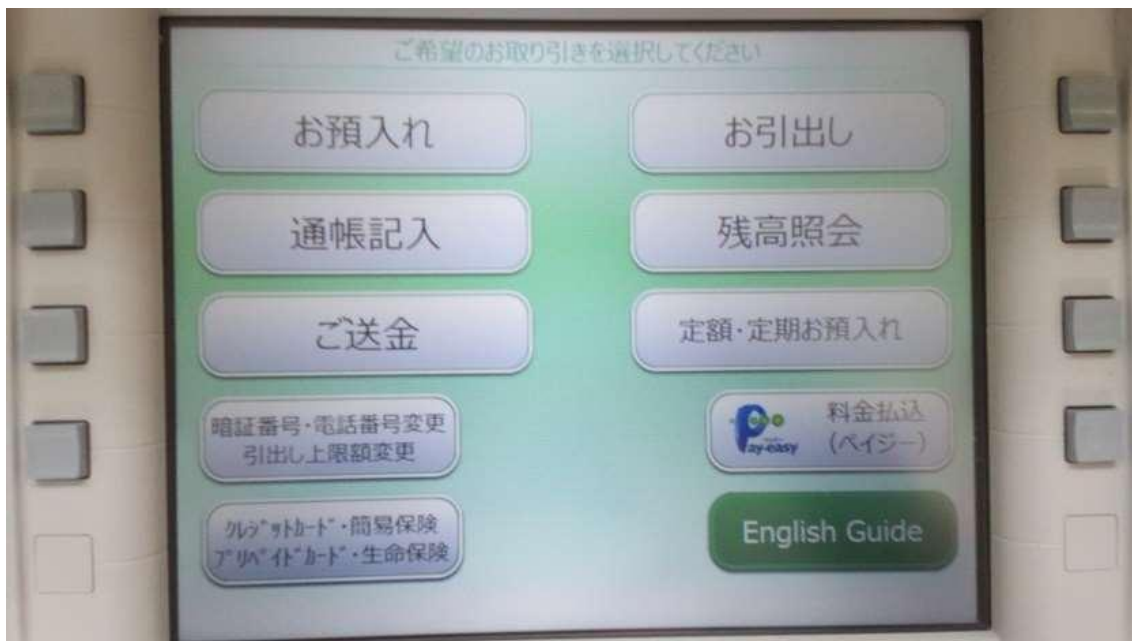 ご希望のお取り引きを選択してください
お預入れ
お引出し
通帳記入
残高照会
ご送金
定額・定期お預入れ
暗証番号・電話番号変更
引出し上限額変更
Pay-easy
料金払込
(ペイジー)
ｸﾚｼﾞｯﾄｶｰﾄﾞ・簡易保険
ﾌﾟﾘﾍﾟｲﾄﾞｶｰﾄﾞ・生命保険
English Guide